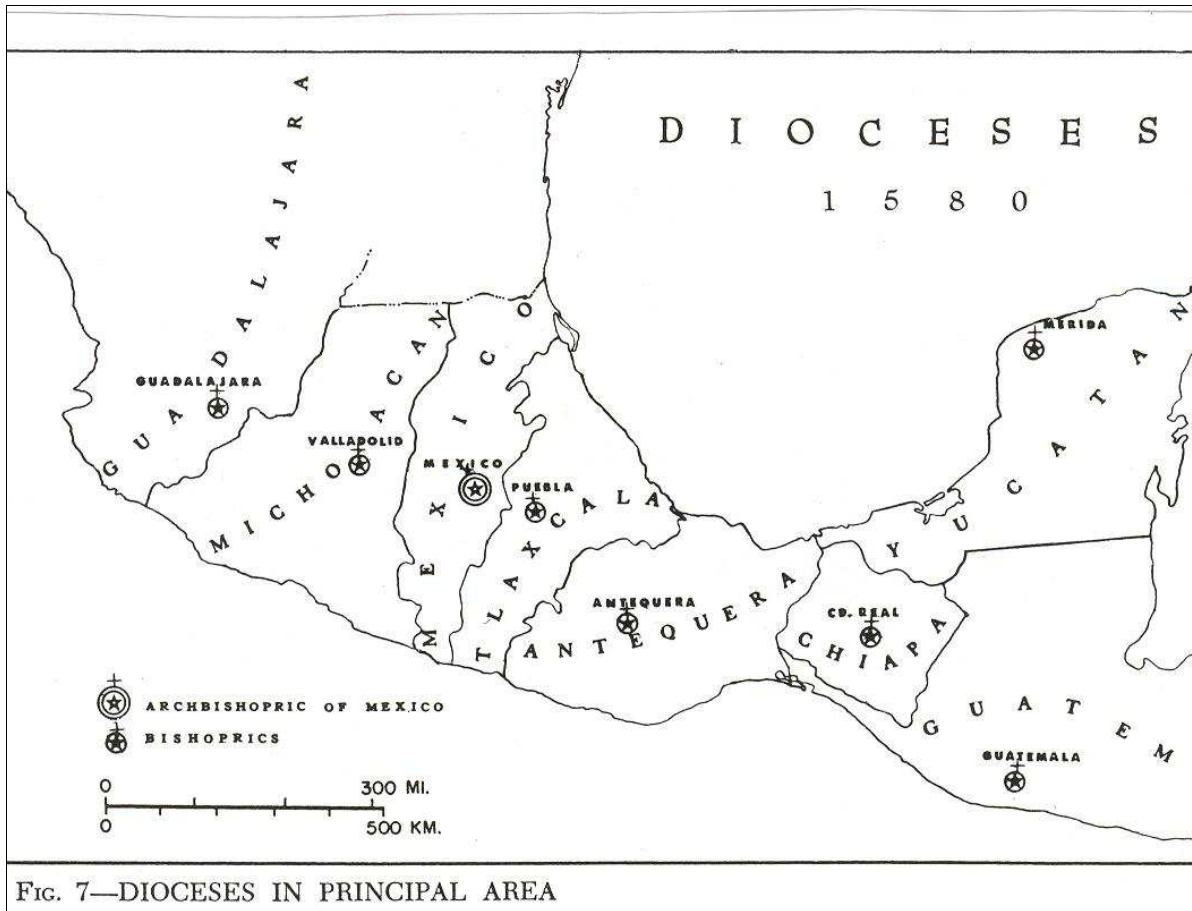 DIOCESES
1580
GUADALAJARA
GUADALAJARA
MICHOACAN
VALLADOLID
MEXICO
MEXICO
TLAXCALA
PUEBLA
ANTEQUERA
ANTEQUERA
YUCATAN
MERIDA
CHIAPA
CD. REAL
GUATEM
GUATEMALA
ARCHBISHOPRIC OF MEXICO
BISHOPRICS
0 300 MI.
0 500 KM.
FIG. 7—DIOCESES IN PRINCIPAL AREA